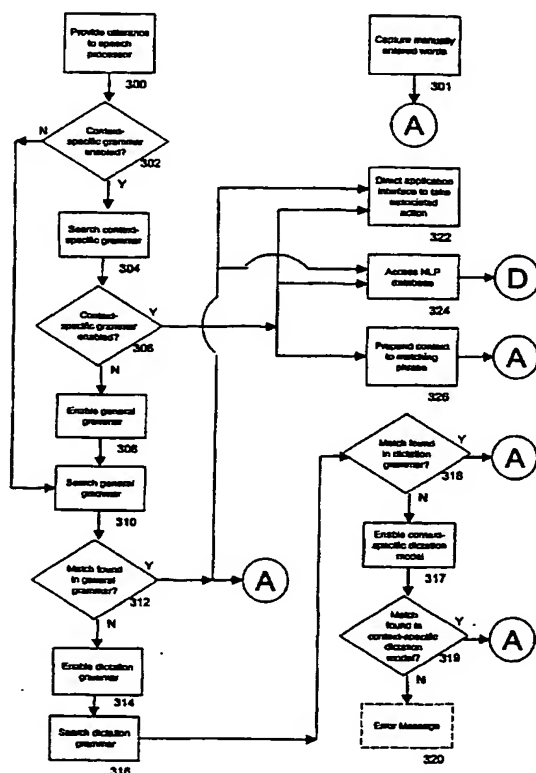 Provide utterance
to speech
processor
300
N
Context-
specific grammar
enabled?
302
Y
Search context-
specific grammar
304
Context-
specific grammar
enabled?
306
Y
N
Enable general
grammar
308
Search general
grammar
310
Match found
in general
grammar?
312
Y
A
N
Enable dictation
grammar
314
Search dictation
grammar
316
Capture manually
entered words
301
A
Direct application
interface to take
associated
action
322
Access NLP
database
324
D
Prepend context
to matching
phrase
326
A
Match found
in dictation
grammar?
318
Y
A
N
Enable context-
specific dictation
model
317
Match
found in
context-specific
dictation
model?
319
Y
A
N
Error Message
320